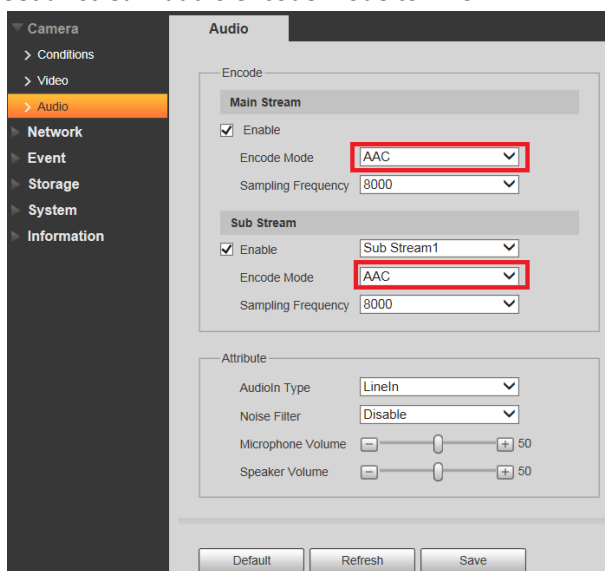 Camera
Conditions
Video
Audio
Network
Event
Storage
System
Information
Audio
Encode
Main Stream
Enable
Encode Mode AAC
Sampling Frequency 8000
Sub Stream
Enable Sub Stream1
Encode Mode AAC
Sampling Frequency 8000
Attribute
AudioIn Type LineIn
Noise Filter Disable
Microphone Volume 50
Speaker Volume 50
Default Refresh Save